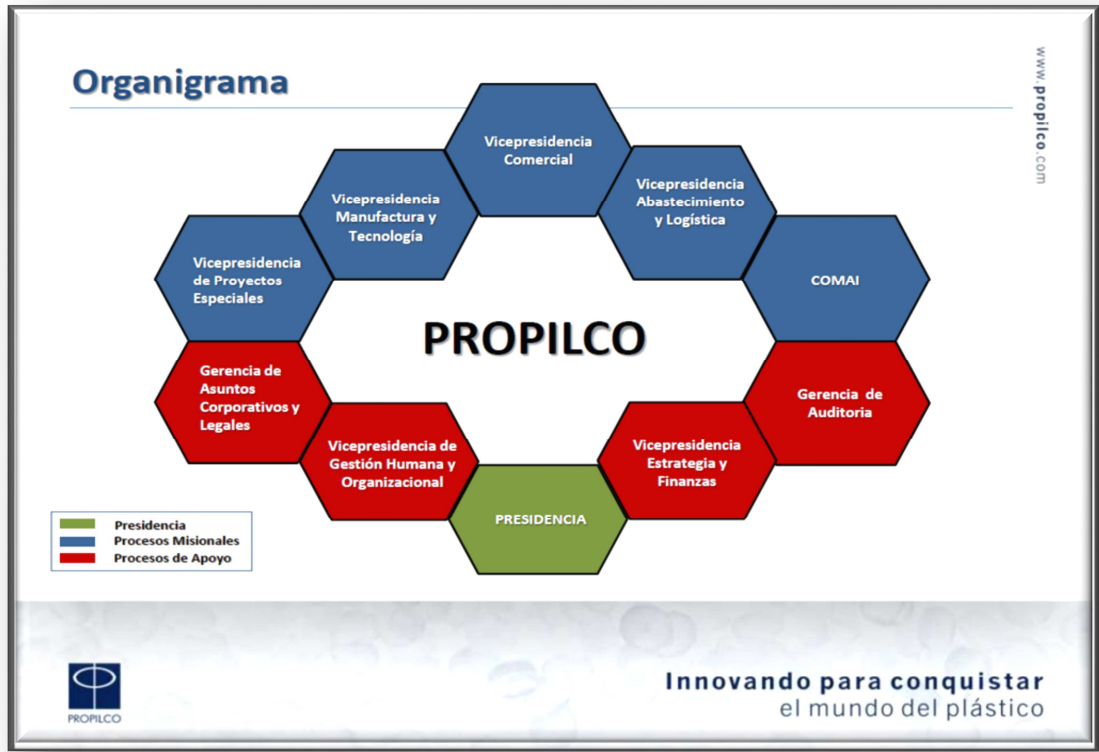 Organigrama
www.propilco.com
Vicepresidencia
Comercial
Vicepresidencia
Manufactura y
Tecnología
Vicepresidencia
Abastecimiento
y Logística
Vicepresidencia
de Proyectos
Especiales
COMAI
PROPILCO
Gerencia de
Asuntos
Corporativos y
Legales
Gerencia de
Auditoria
Vicepresidencia de
Gestión Humana y
Organizacional
Vicepresidencia
Estrategia y
Finanzas
PRESIDENCIA
Presidencia
Procesos Misionales
Procesos de Apoyo
PROPILCO
Innovando para conquistar
el mundo del plástico